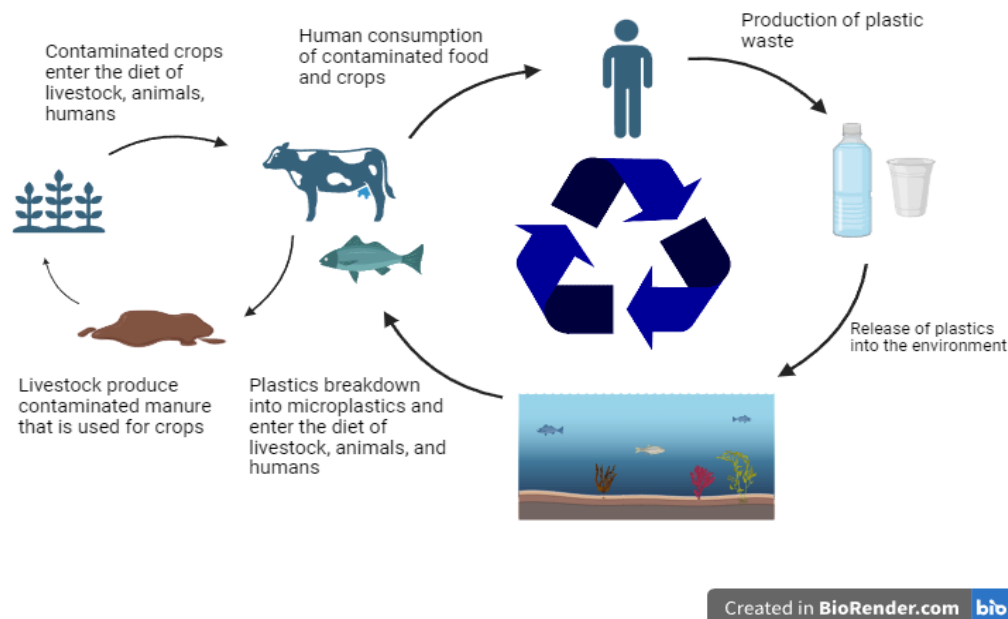 Contaminated crops
enter the diet of
livestock, animals,
humans
Human consumption
of contaminated food
and crops
Production of plastic
waste
Release of plastics
into the environment
Livestock produce
contaminated manure
that is used for crops
Plastics breakdown
into microplastics and
enter the diet of
livestock, animals, and
humans
Created in BioRender.com bio